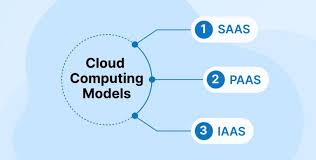 Cloud
Computing
Models
1 SAAS
2 PAAS
3 IAAS